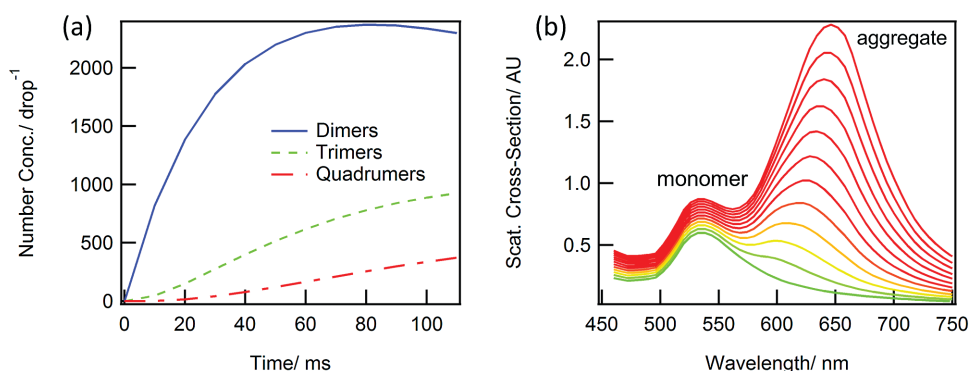 (a)
Number Conc./ drop⁻¹
2000
1500
1000
500
0
Dimers
Trimers
Quadrumers
0 20 40 60 80 100
Time/ ms
(b)
Scat. Cross-Section/ AU
2.0
1.5
1.0
0.5
monomer
aggregate
450 500 550 600 650 700 750
Wavelength/ nm